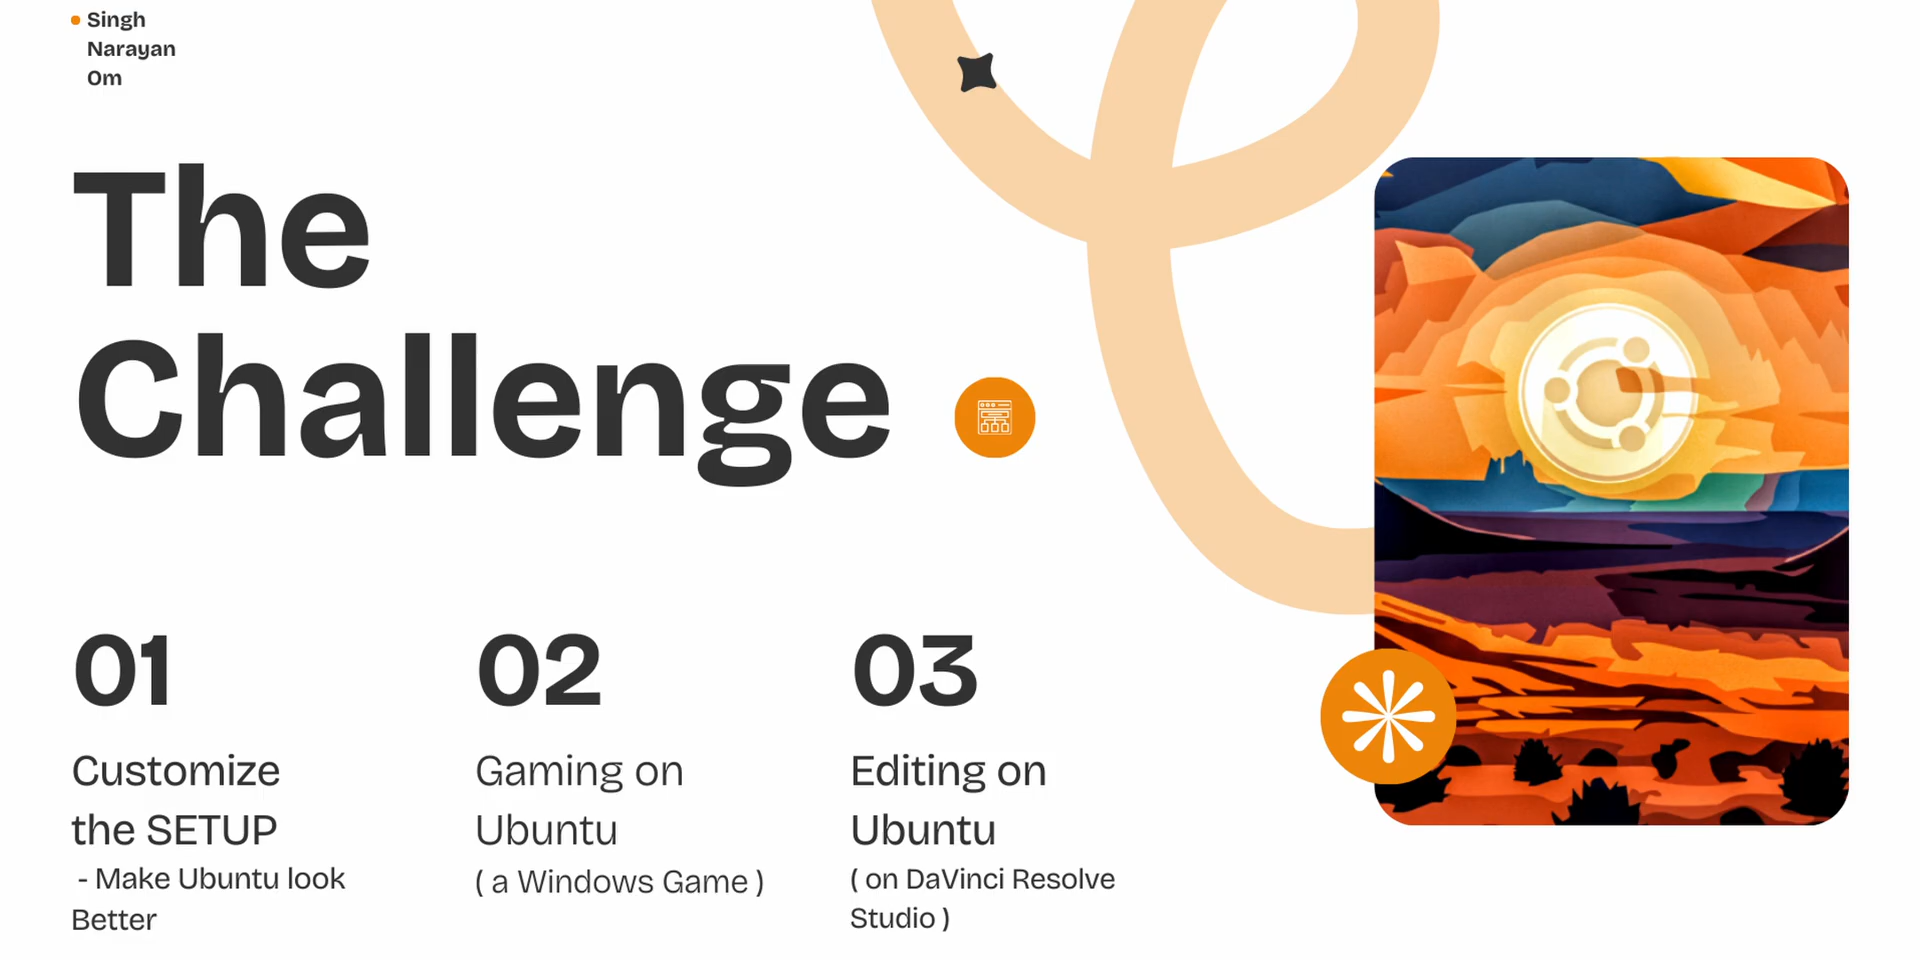 Singh
Narayan
Om
The
Challenge
01
Customize
the SETUP
- Make Ubuntu look
Better
02
Gaming on
Ubuntu
( a Windows Game )
03
Editing on
Ubuntu
( on DaVinci Resolve
Studio )